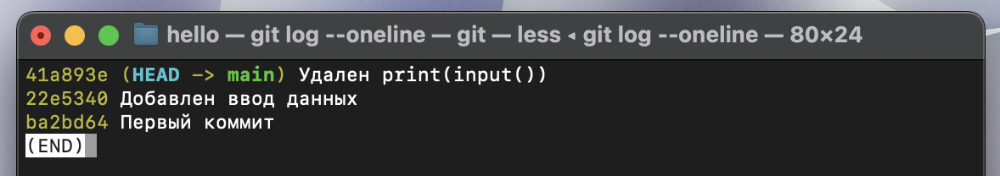 hello — git log --oneline — git — less ◂ git log --oneline — 80×24
41a893e (HEAD -> main) Удален print(input())
22e5340 Добавлен ввод данных
ba2bd64 Первый коммит
(END)